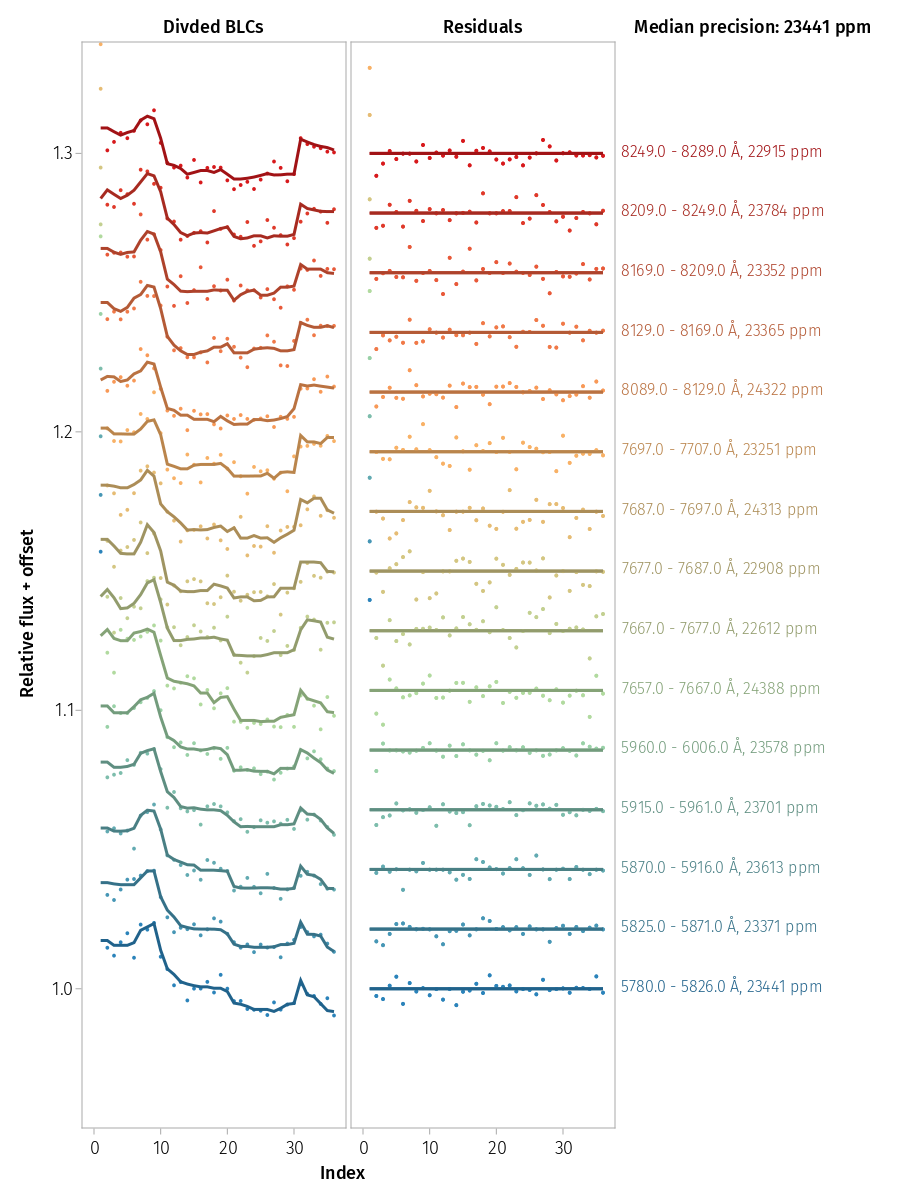 Divded BLCs
Residuals
Median precision: 23441 ppm
Relative flux + offset
1.3
1.2
1.1
1.0
8249.0 - 8289.0 Å, 22915 ppm
8209.0 - 8249.0 Å, 23784 ppm
8169.0 - 8209.0 Å, 23352 ppm
8129.0 - 8169.0 Å, 23365 ppm
8089.0 - 8129.0 Å, 24322 ppm
7697.0 - 7707.0 Å, 23251 ppm
7687.0 - 7697.0 Å, 24313 ppm
7677.0 - 7687.0 Å, 22908 ppm
7667.0 - 7677.0 Å, 22612 ppm
7657.0 - 7667.0 Å, 24388 ppm
5960.0 - 6006.0 Å, 23578 ppm
5915.0 - 5961.0 Å, 23701 ppm
5870.0 - 5916.0 Å, 23613 ppm
5825.0 - 5871.0 Å, 23371 ppm
5780.0 - 5826.0 Å, 23441 ppm
0 10 20 30
0 10 20 30
Index